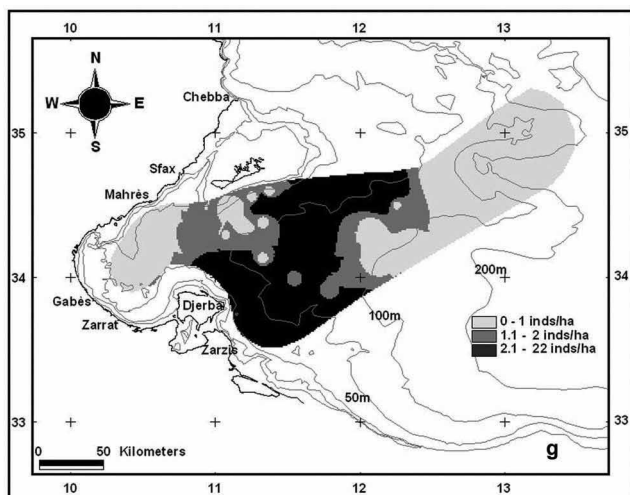 10 11 12 13
N
W E
S
Chebba
35 35
Sfax
Mahrès
34 34
Gabès
Djerba
Zarrat
Zarzis
200m
100m
0 - 1 inds/ha
1.1 - 2 inds/ha
2.1 - 22 inds/ha
50m
33 33
g
0 50 Kilometers
10 11 12 13